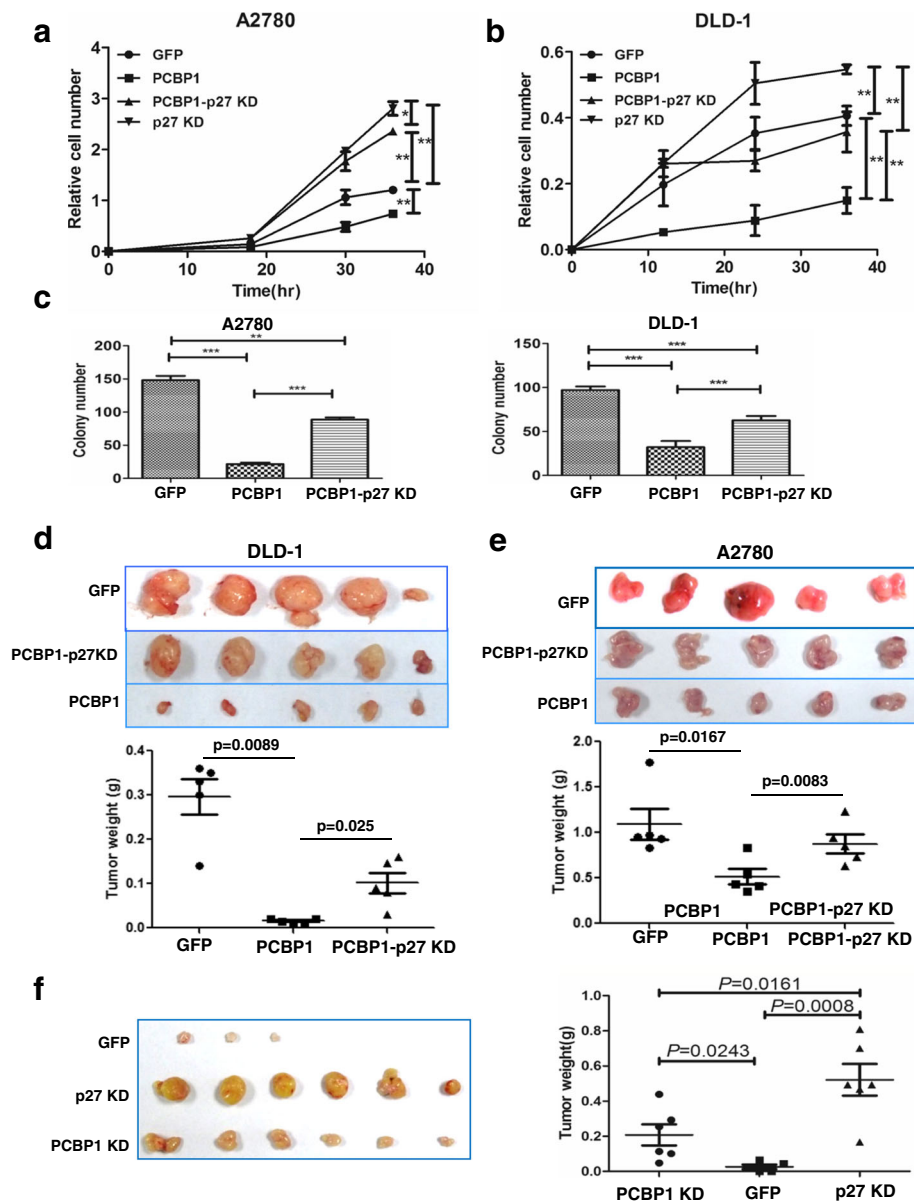 a
A2780
GFP
PCBP1
PCBP1-p27 KD
p27 KD
Relative cell number
4
3
2
1
0
0 10 20 30 40
Time(hr)
*
**
**
**
b
DLD-1
GFP
PCBP1
PCBP1-p27 KD
p27 KD
Relative cell number
0.6
0.4
0.2
0.0
0 10 20 30 40
Time(hr)
**
**
**
**
c
A2780
Colony number
200
150
100
50
0
**
***
***
GFP PCBP1 PCBP1-p27 KD
DLD-1
Colony number
150
100
50
0
***
***
***
GFP PCBP1 PCBP1-p27 KD
d
DLD-1
GFP
PCBP1-p27KD
PCBP1
Tumor weight (g)
0.4
0.3
0.2
0.1
0.0
p=0.0089
p=0.025
GFP PCBP1 PCBP1-p27 KD
e
A2780
GFP
PCBP1-p27KD
PCBP1
Tumor weight (g)
2.0
1.5
1.0
0.5
0.0
p=0.0167
p=0.0083
PCBP1 PCBP1-p27 KD
GFP PCBP1 PCBP1-p27 KD
f
GFP
p27 KD
PCBP1 KD
Tumor weight(g)
1.0
0.8
0.6
0.4
0.2
0.0
P=0.0161
P=0.0008
P=0.0243
PCBP1 KD GFP p27 KD